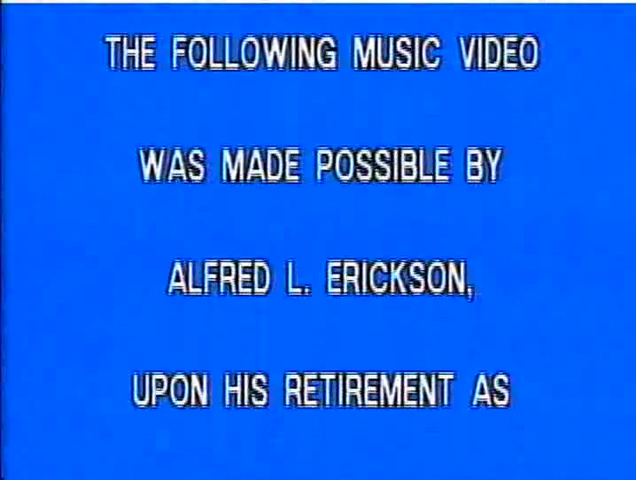 THE FOLLOWING MUSIC VIDEO
WAS MADE POSSIBLE BY
ALFRED L. ERICKSON,
UPON HIS RETIREMENT AS